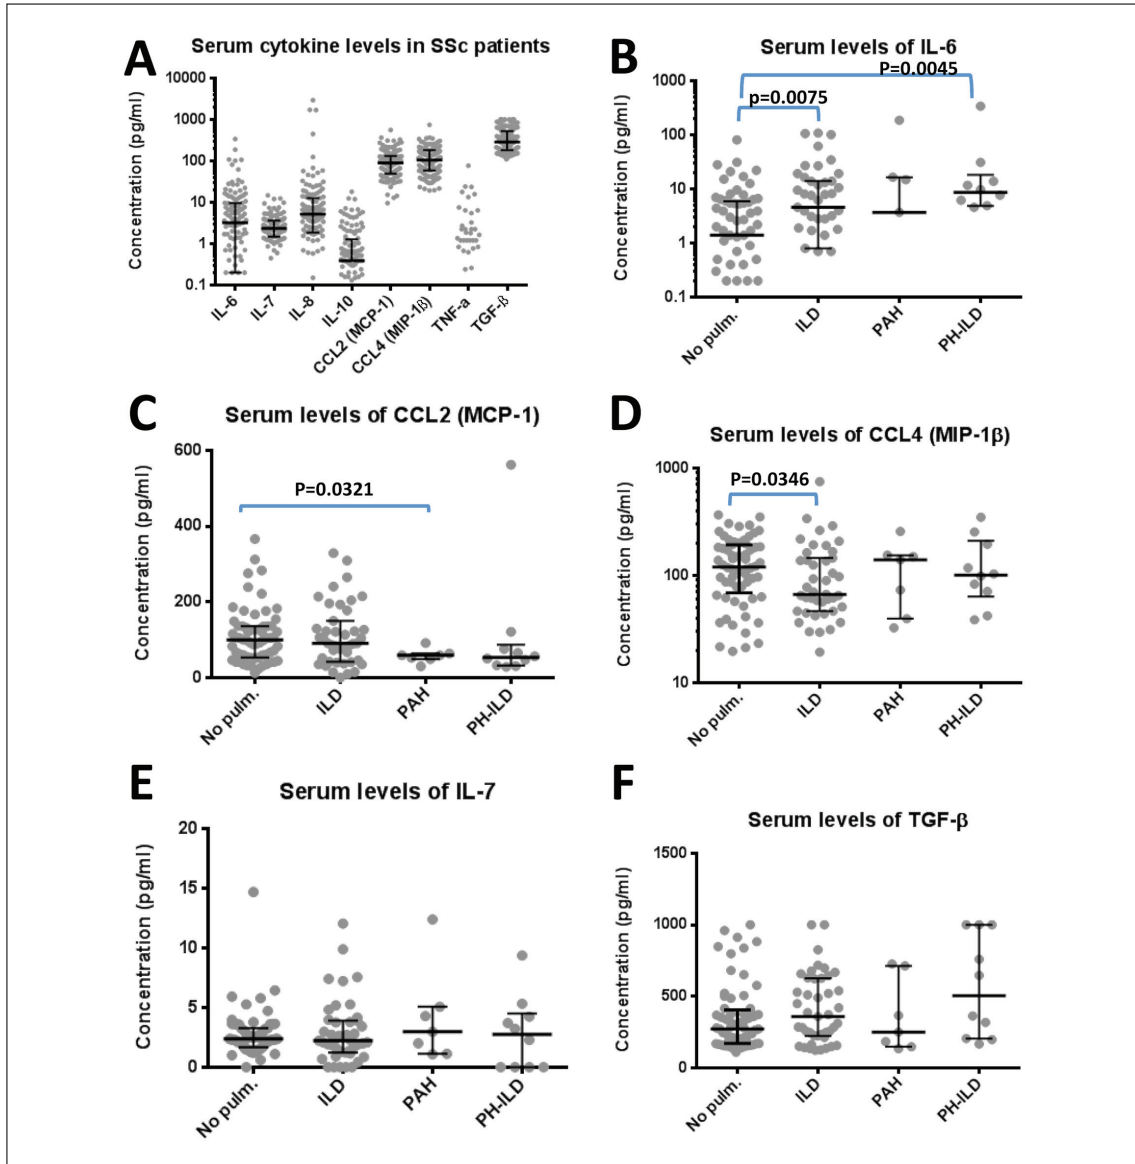 A
Serum cytokine levels in SSc patients
Concentration (pg/ml)
10000
1000
100
10
1
0.1
IL-6
IL-7
IL-8
IL-10
CCL2 (MCP-1)
CCL4 (MIP-1β)
TNF-a
TGF-β
B
Serum levels of IL-6
P=0.0045
p=0.0075
Concentration (pg/ml)
1000
100
10
1
0.1
No pulm.
ILD
PAH
PH-ILD
C
Serum levels of CCL2 (MCP-1)
P=0.0321
Concentration (pg/ml)
600
400
200
0
No pulm.
ILD
PAH
PH-ILD
D
Serum levels of CCL4 (MIP-1β)
P=0.0346
Concentration (pg/ml)
1000
100
10
No pulm.
ILD
PAH
PH-ILD
E
Serum levels of IL-7
Concentration (pg/ml)
20
15
10
5
0
No pulm.
ILD
PAH
PH-ILD
F
Serum levels of TGF-β
Concentration (pg/ml)
1500
1000
500
0
No pulm.
ILD
PAH
PH-ILD